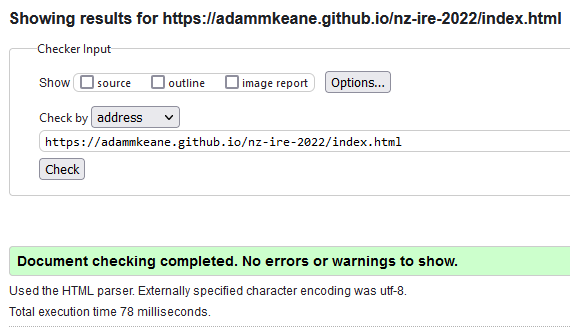 Showing results for https://adammkeane.github.io/nz-ire-2022/index.html
Checker Input
Show source outline image report Options...
Check by address
https://adammkeane.github.io/nz-ire-2022/index.html
Check
Document checking completed. No errors or warnings to show.
Used the HTML parser. Externally specified character encoding was utf-8.
Total execution time 78 milliseconds.